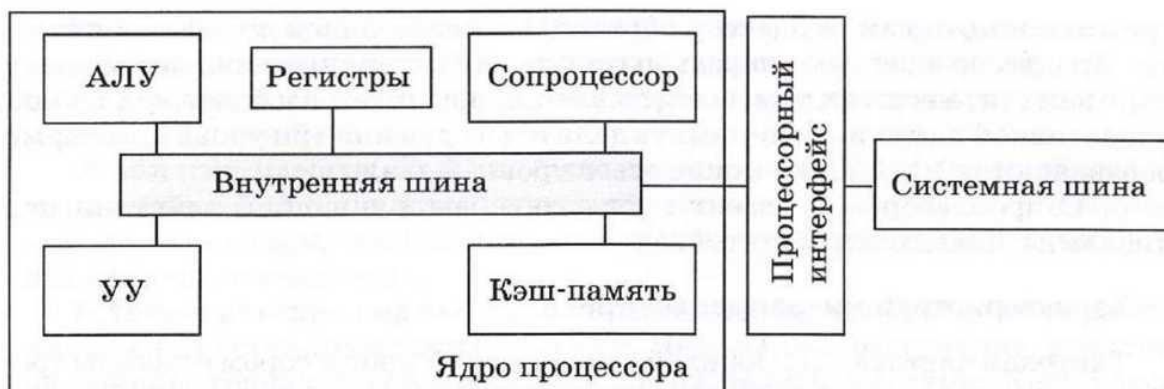 АЛУ
Регистры
Сопроцессор
Внутренняя шина
УУ
Кэш-память
Ядро процессора
Процессорный
интерфейс
Системная шина